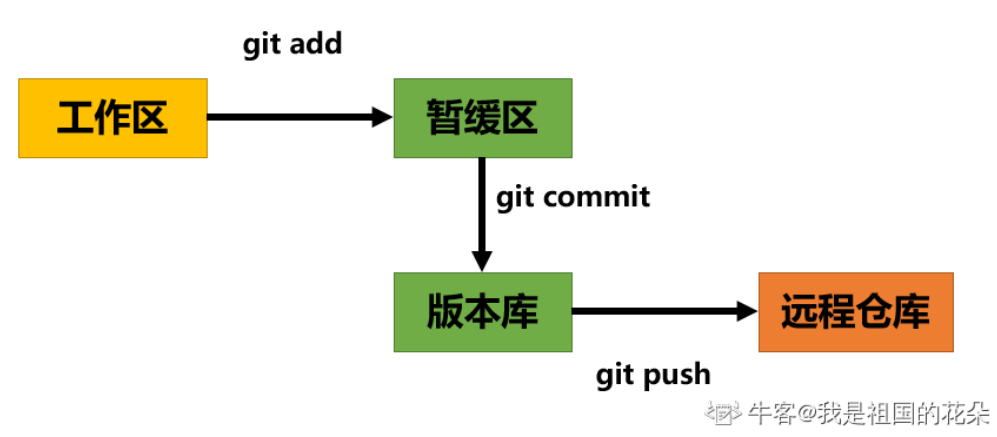 git add
工作区
暂缓区
git commit
版本库
远程仓库
git push
牛客@我是祖国的花朵